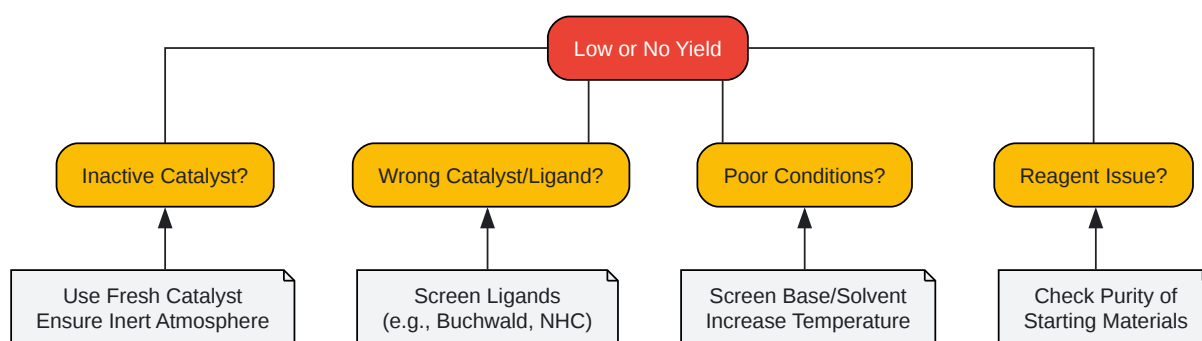 Low or No Yield
Inactive Catalyst?
Wrong Catalyst/Ligand?
Poor Conditions?
Reagent Issue?
Use Fresh Catalyst
Ensure Inert Atmosphere
Screen Ligands
(e.g., Buchwald, NHC)
Screen Base/Solvent
Increase Temperature
Check Purity of
Starting Materials